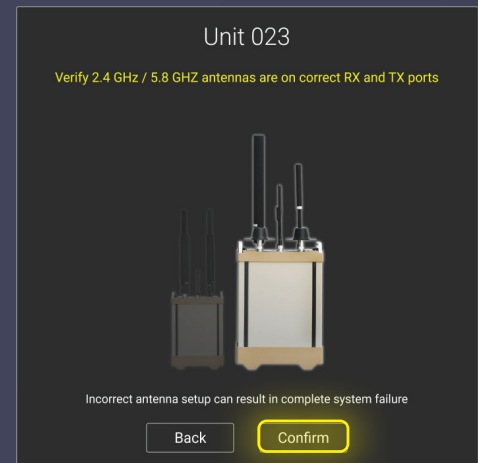 Unit 023
Verify 2.4 GHz / 5.8 GHZ antennas are on correct RX and TX ports
Incorrect antenna setup can result in complete system failure
Back
Confirm